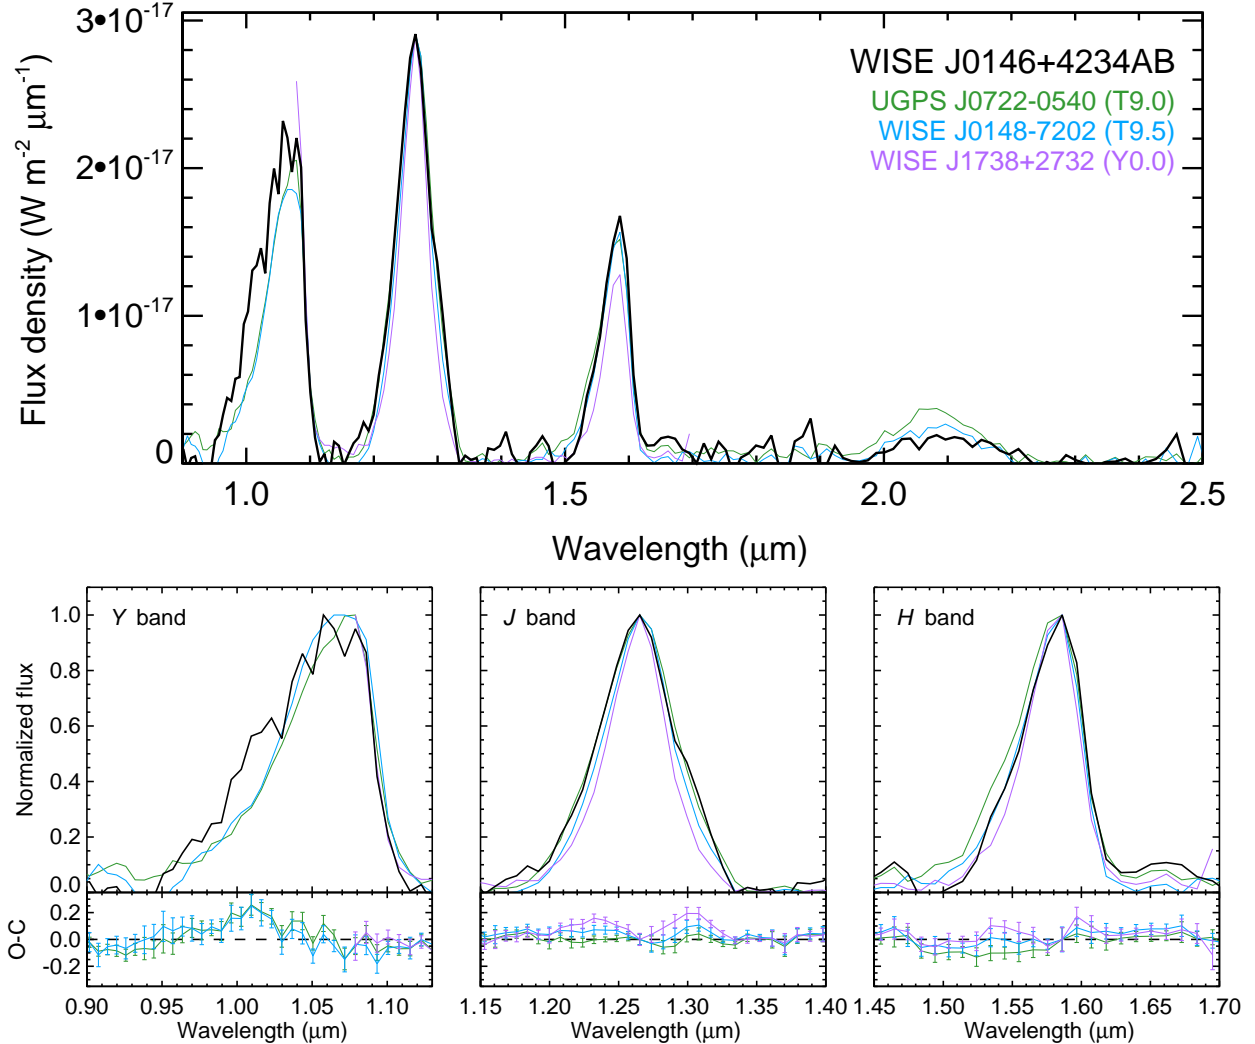 3•10⁻¹⁷
2•10⁻¹⁷
1•10⁻¹⁷
0
Flux density (W m⁻² μm⁻¹)
WISE J0146+4234AB
UGPS J0722-0540 (T9.0)
WISE J0148-7202 (T9.5)
WISE J1738+2732 (Y0.0)
1.0 1.5 2.0 2.5
Wavelength (μm)
Y band
J band
H band
1.0
0.8
0.6
0.4
0.2
0.0
Normalized flux
0.2
0.0
-0.2
O-C
0.90 0.95 1.00 1.05 1.10
Wavelength (μm)
1.15 1.20 1.25 1.30 1.35 1.40
Wavelength (μm)
1.45 1.50 1.55 1.60 1.65 1.70
Wavelength (μm)